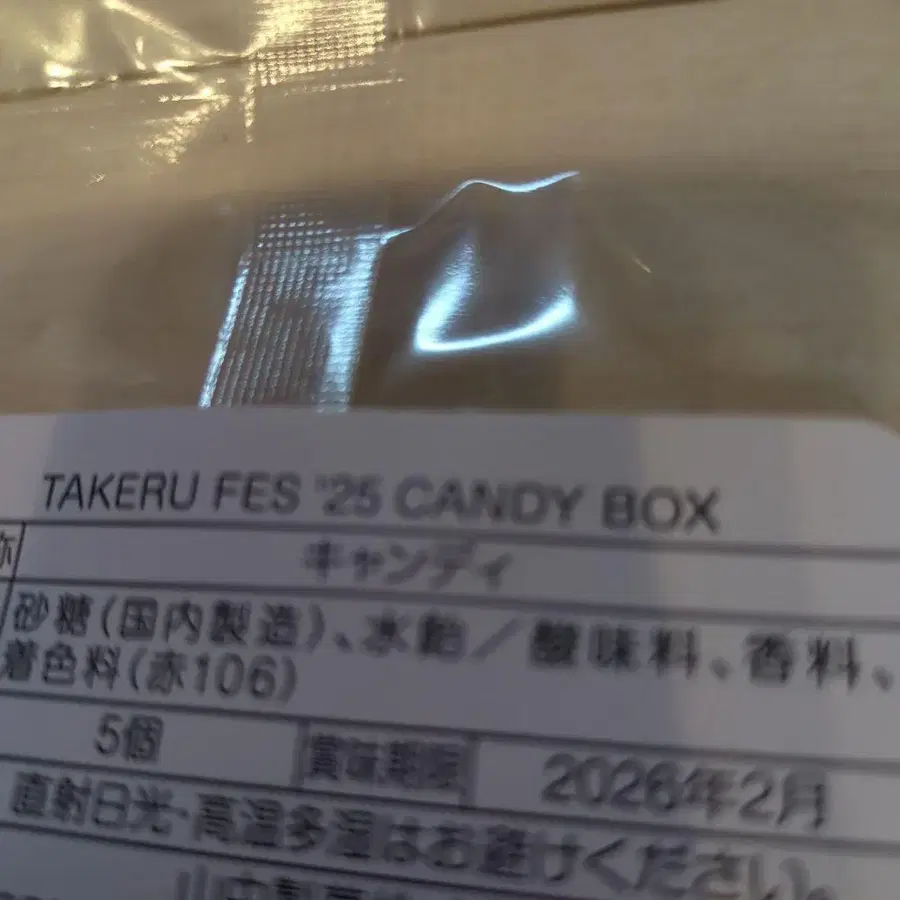 TAKERU FES '25 CANDY BOX
称 キャンディ
砂糖(国内製造)、水飴/酸味料、香料、
着色料(赤106)
5個 賞味期限 2026年2月
直射日光・高温多湿はお避けください。